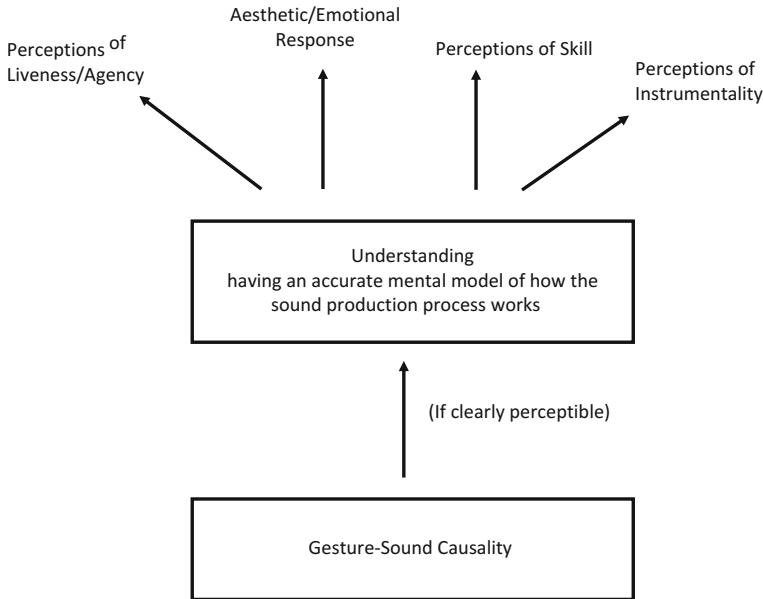 Aesthetic/Emotional
Response
Perceptions of
Liveness/Agency
Perceptions of Skill
Perceptions of
Instrumentality
Understanding
having an accurate mental model of how the
sound production process works
(If clearly perceptible)
Gesture-Sound Causality